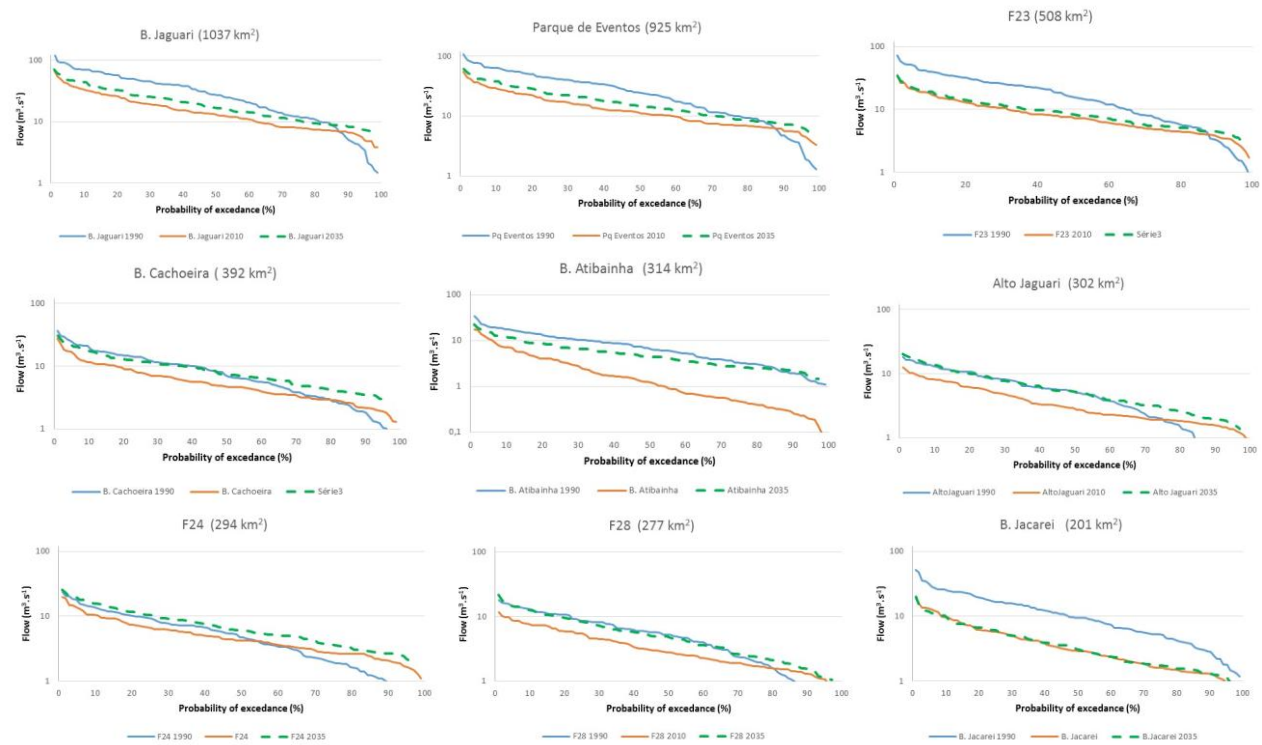 B. Jaguari (1037 km²)
100
10
1
Flow (m³.s⁻¹)
0 10 20 30 40 50 60 70 80 90 100
Probability of excedance (%)
B. Jaguari 1990 B. Jaguari 2010 B. Jaguari 2035
Parque de Eventos (925 km²)
100
10
1
Flow (m³.s⁻¹)
0 10 20 30 40 50 60 70 80 90 100
Probability of excedance (%)
Pq Eventos 1990 Pq Eventos 2010 Pq Eventos 2035
F23 (508 km²)
100
10
1
Flow (m³.s⁻¹)
0 20 40 60 80 100
Probability of excedance (%)
F23 1990 F23 2010 Série3
B. Cachoeira ( 392 km²)
100
10
1
Flow (m³.s⁻¹)
0 10 20 30 40 50 60 70 80 90 100
Probability of excedance (%)
B. Cachoeira 1990 B. Cachoeira Série3
B. Atibainha (314 km²)
100
10
1
0,1
Flow (m³.s⁻¹)
0 20 40 60 80 100
Probability of excedance (%)
B. Atibainha 1990 B. Atibainha Atibainha 2035
Alto Jaguari (302 km²)
100
10
1
Flow (m³.s⁻¹)
0 10 20 30 40 50 60 70 80 90 100
Probability of excedance (%)
AltoJaguari 1990 AltoJaguari 2010 Alto Jaguari 2035
F24 (294 km²)
100
10
1
Flow (m³.s⁻¹)
0 10 20 30 40 50 60 70 80 90 100
Probability of excedance (%)
F24 1990 F24 F24 2035
F28 (277 km²)
100
10
1
Flow (m³.s⁻¹)
0 20 40 60 80 100
Probability of excedance (%)
F28 1990 F28 2010 F28 2035
B. Jacarei (201 km²)
100
10
1
Flow (m³.s⁻¹)
0 10 20 30 40 50 60 70 80 90 100
Probability of excedance (%)
B. Jacarei 1990 B. Jacarei B.Jacarei 2035